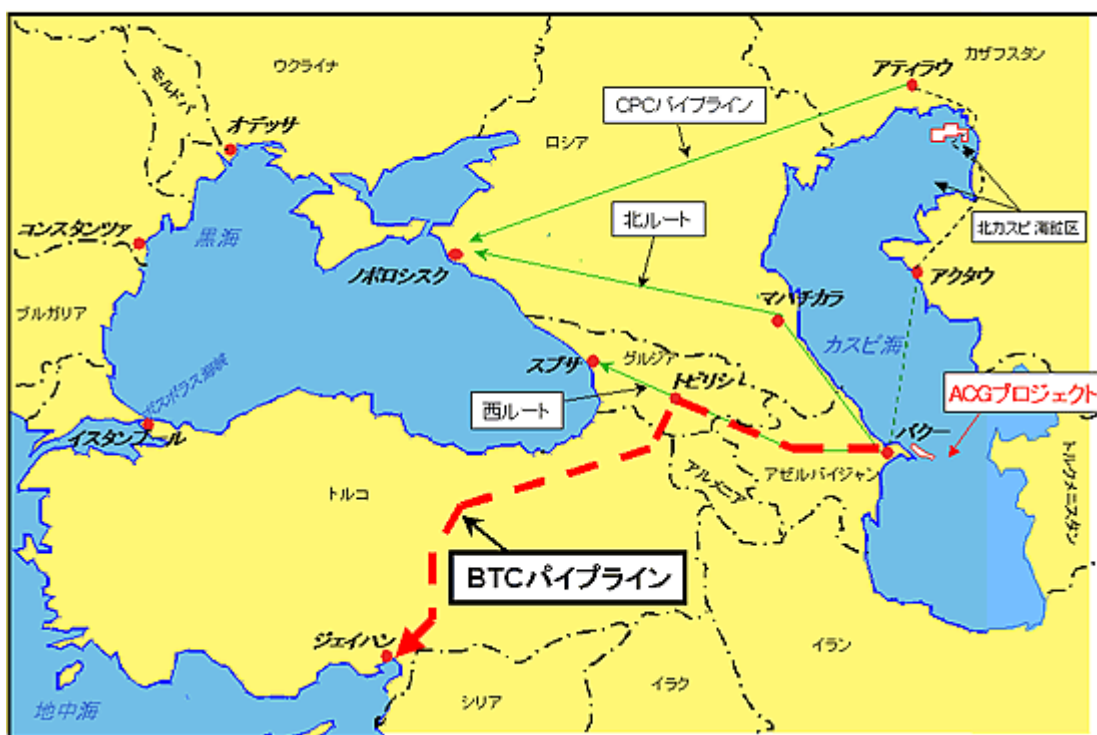 カザフスタン
ウクライナ
アティラウ
モルドバ
CPCパイプライン
オデッサ
ロシア
コンスタンツァ
北ルート
北カスピ海鉱区
黒海
ノボロシスク
アクタウ
ブルガリア
マハチカラ
カスピ海
スプサ
グルジア
ボスポラス海峡
トビリシ
ACGプロジェクト
西ルート
イスタンブール
バクー
アゼルバイジャン
トルクメニスタン
トルコ
アルメニア
BTCパイプライン
ジェイハン
イラン
シリア
イラク
地中海